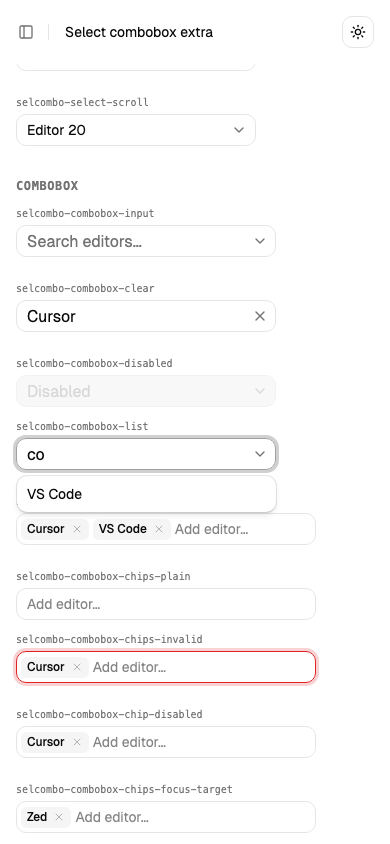 Select combobox extra
selcombo-select-scroll
Editor 20
COMBOBOX
selcombo-combobox-input
Search editors…
selcombo-combobox-clear
Cursor
selcombo-combobox-disabled
Disabled
selcombo-combobox-list
co
VS Code
Cursor VS Code Add editor…
selcombo-combobox-chips-plain
Add editor…
selcombo-combobox-chips-invalid
Cursor Add editor…
selcombo-combobox-chip-disabled
Cursor Add editor…
selcombo-combobox-chips-focus-target
Zed Add editor…